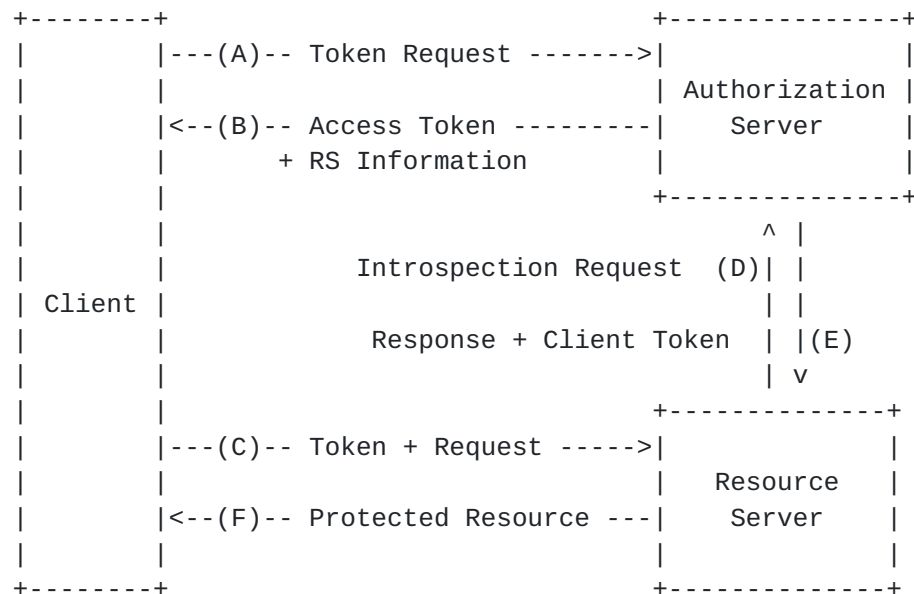 +--------+                               +---------------+
|        |---(A)-- Token Request ------->|               |
|        |                               | Authorization |
|        |<--(B)-- Access Token ---------|    Server     |
|        |       + RS Information        |               |
|        |                               +---------------+
|        |                                      ^ |
|        |            Introspection Request  (D)| |
| Client |                                      | |
|        |             Response + Client Token  | |(E)
|        |                                      | v
|        |                               +--------------+
|        |---(C)-- Token + Request ----->|              |
|        |                               |   Resource   |
|        |<--(F)-- Protected Resource ---|    Server    |
|        |                               |              |
+--------+                               +--------------+